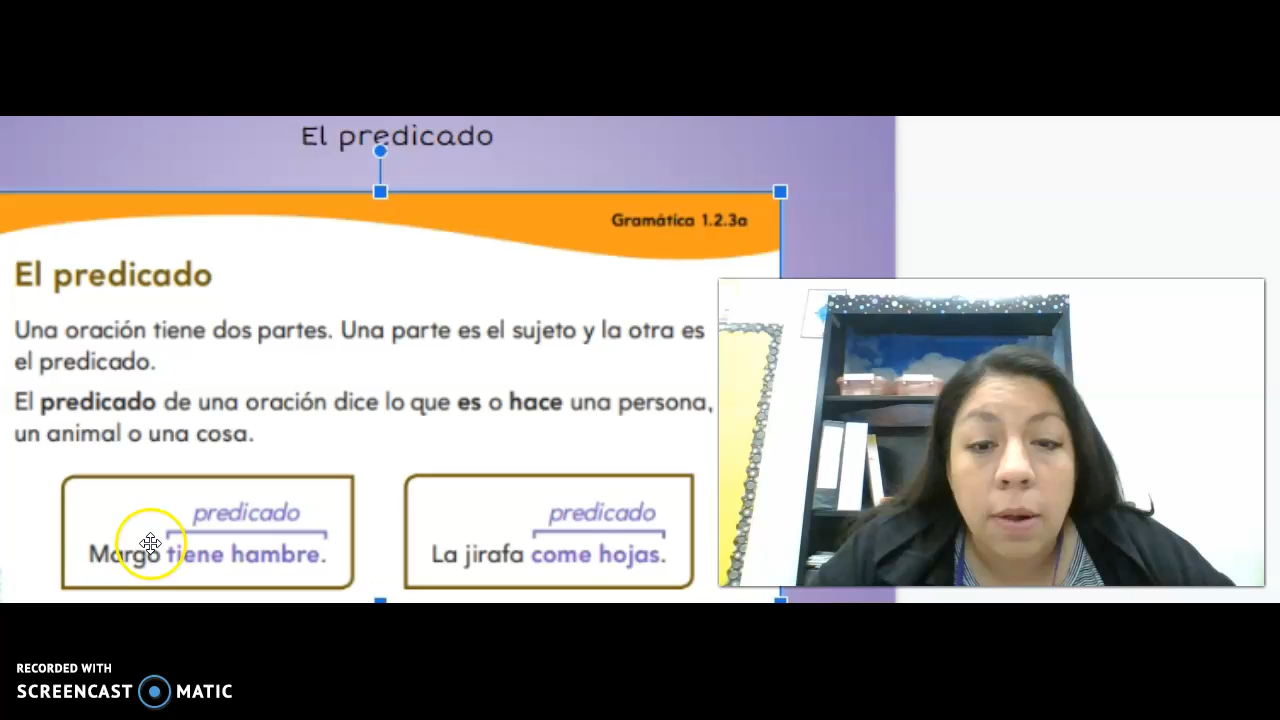 El predicado
Gramática 1.2.3a
El predicado
Una oración tiene dos partes. Una parte es el sujeto y la otra es
el predicado.
El predicado de una oración dice lo que es o hace una persona,
un animal o una cosa.
predicado
Margo tiene hambre.
predicado
La jirafa come hojas.
RECORDED WITH
SCREENCAST MATIC